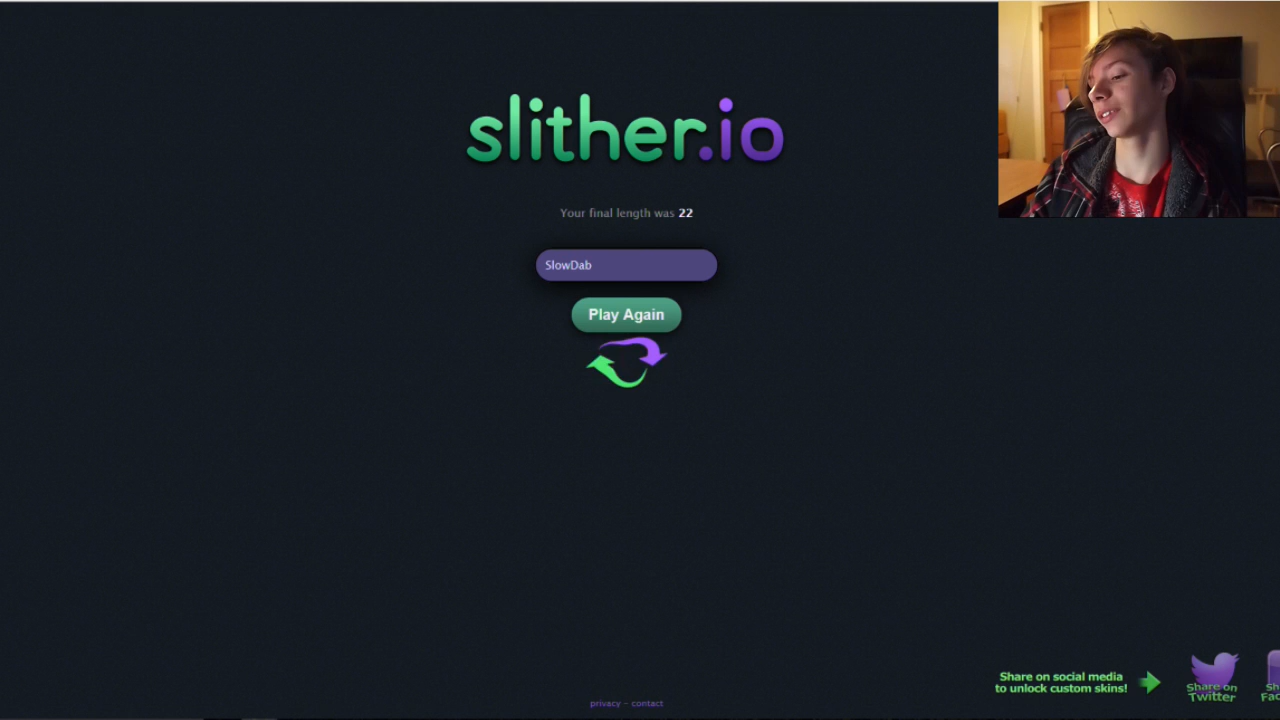 slither.io
Your final length was 22
SlowDab
Play Again
Share on social media
to unlock custom skins!
Share on
Twitter
privacy - contact